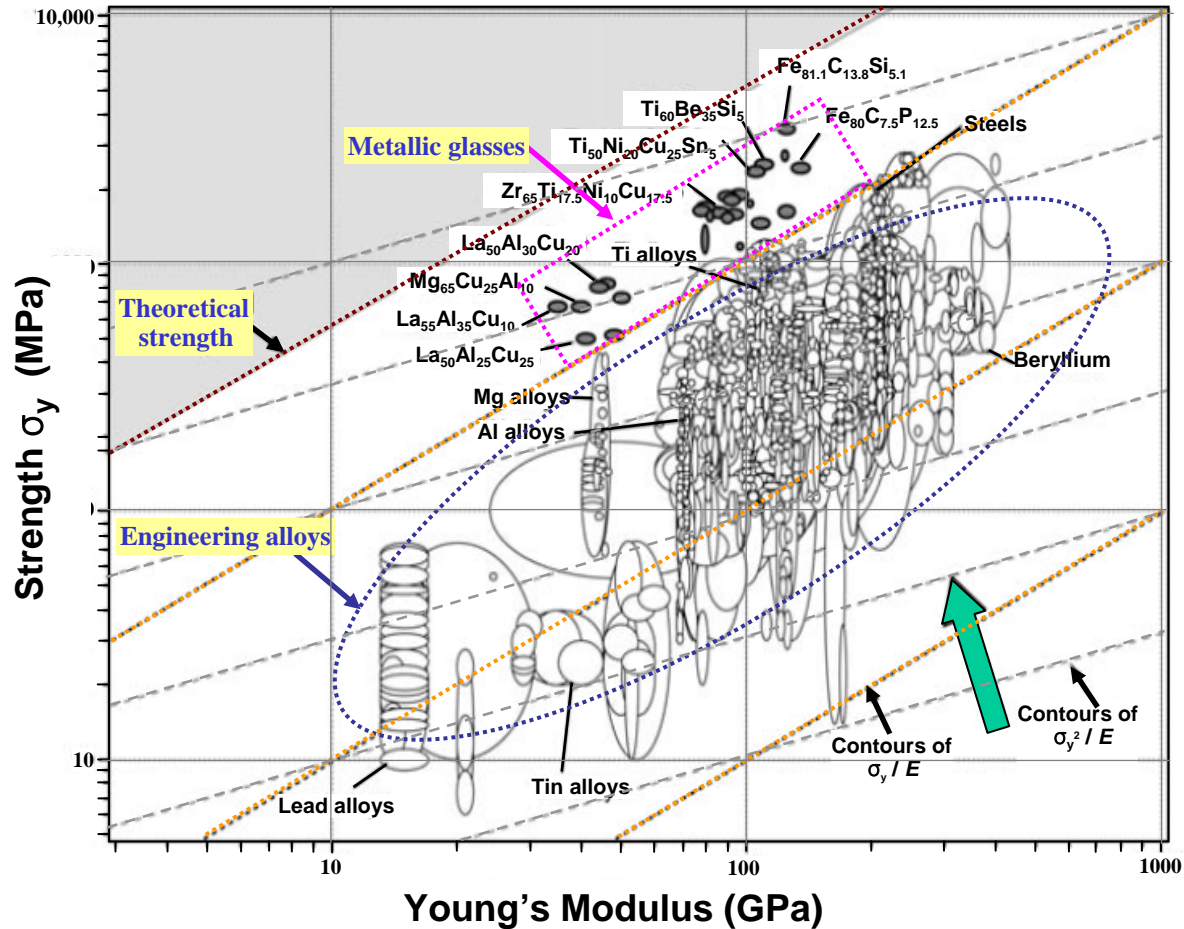 10,000
Fe81.1C13.8Si5.1
Ti60Be35Si5
Fe80C7.5P12.5
Steels
Metallic glasses
Ti50Ni20Cu25Sn5
Zr65Ti17.5Ni10Cu17.5
La50Al30Cu20
Ti alloys
Mg65Cu25Al10
Theoretical
strength
La55Al35Cu10
La50Al25Cu25
Beryllium
Mg alloys
Al alloys
Strength σy (MPa)
Engineering alloys
Contours of
σy² / E
Contours of
σy / E
10
Tin alloys
Lead alloys
10
100
1000
Young's Modulus (GPa)